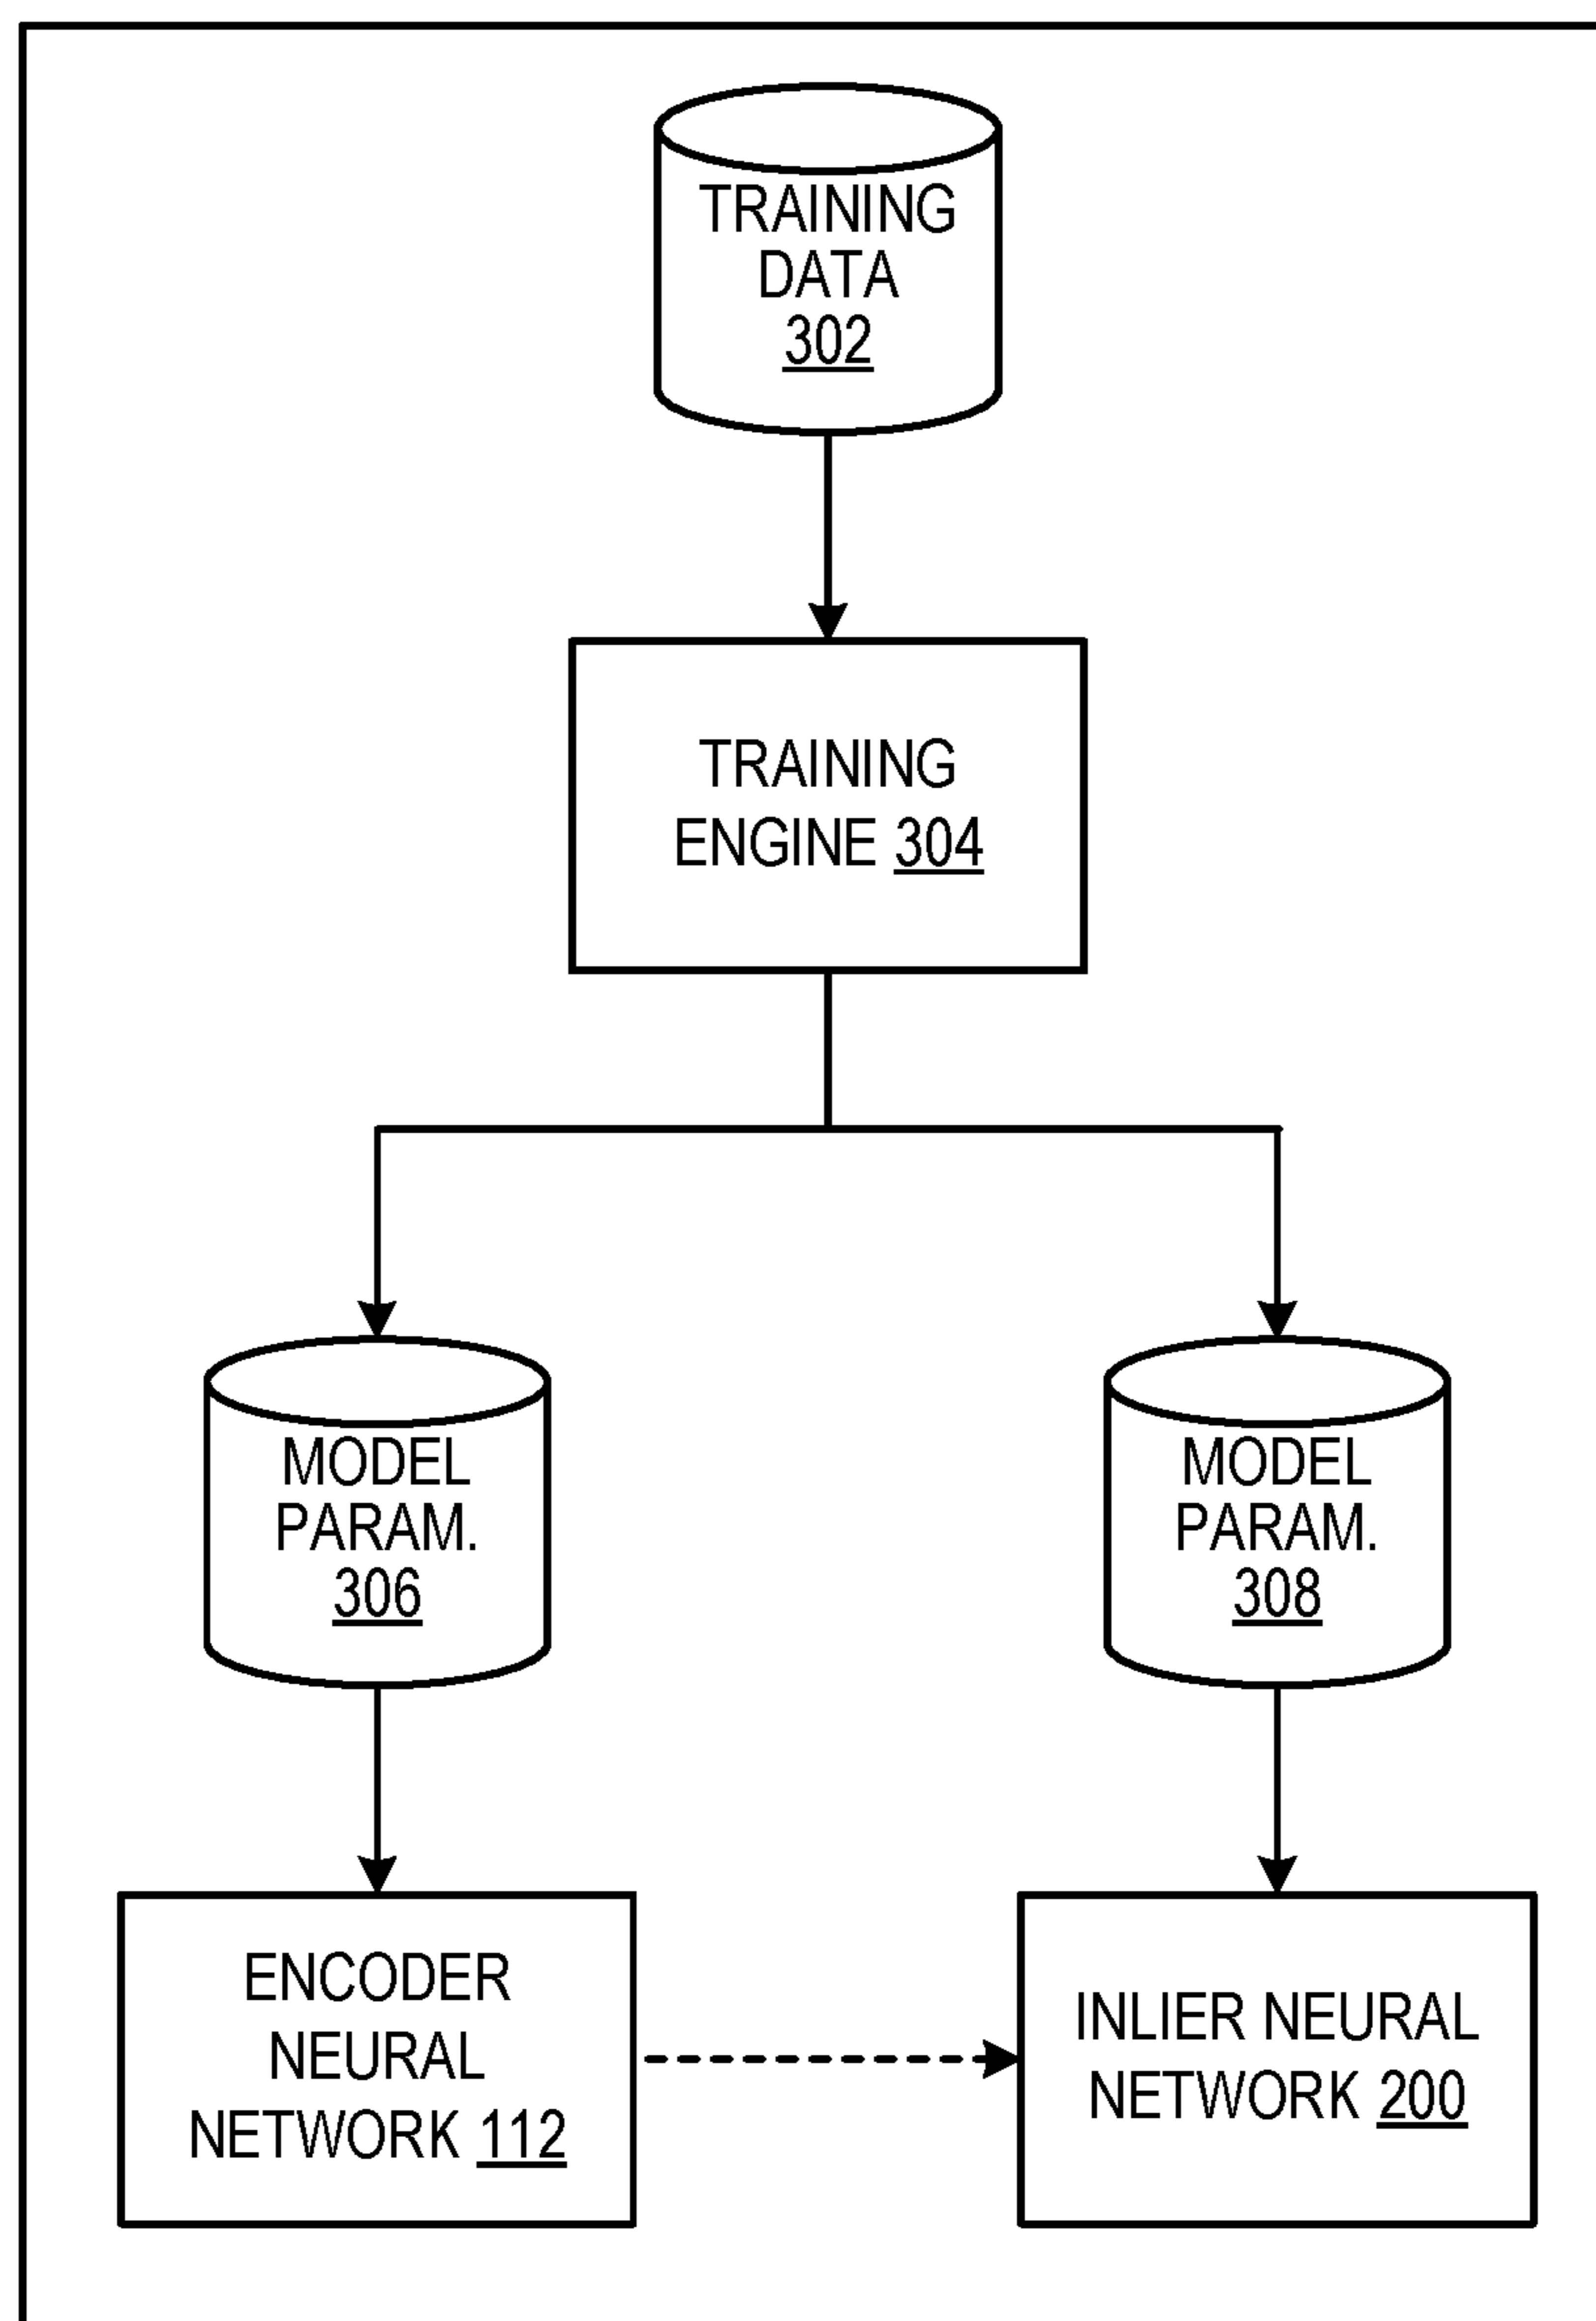 TRAINING
DATA
302
TRAINING
ENGINE 304
MODEL
PARAM.
306
MODEL
PARAM.
308
ENCODER
NEURAL
NETWORK 112
INLIER NEURAL
NETWORK 200